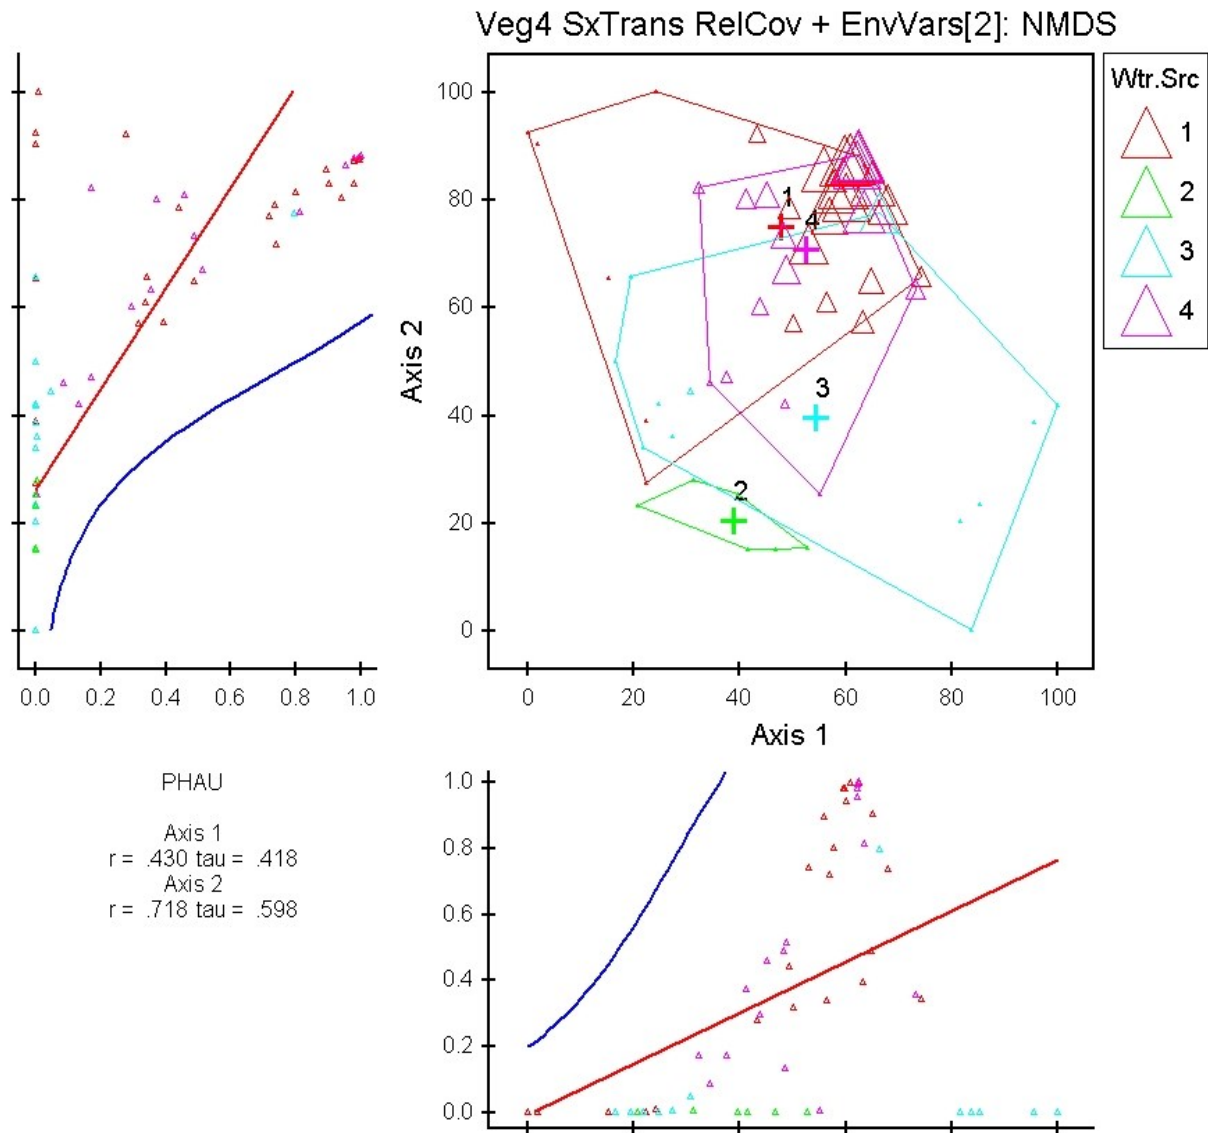 Veg4 SxTrans RelCov + EnvVars[2]: NMDS
Wtr.Src
1
2
3
4
100
80
60
40
20
0
Axis 2
1
4
3
2
0.0 0.2 0.4 0.6 0.8 1.0
0 20 40 60 80 100
Axis 1
PHAU
Axis 1
r = .430 tau = .418
Axis 2
r = .718 tau = .598
1.0
0.8
0.6
0.4
0.2
0.0